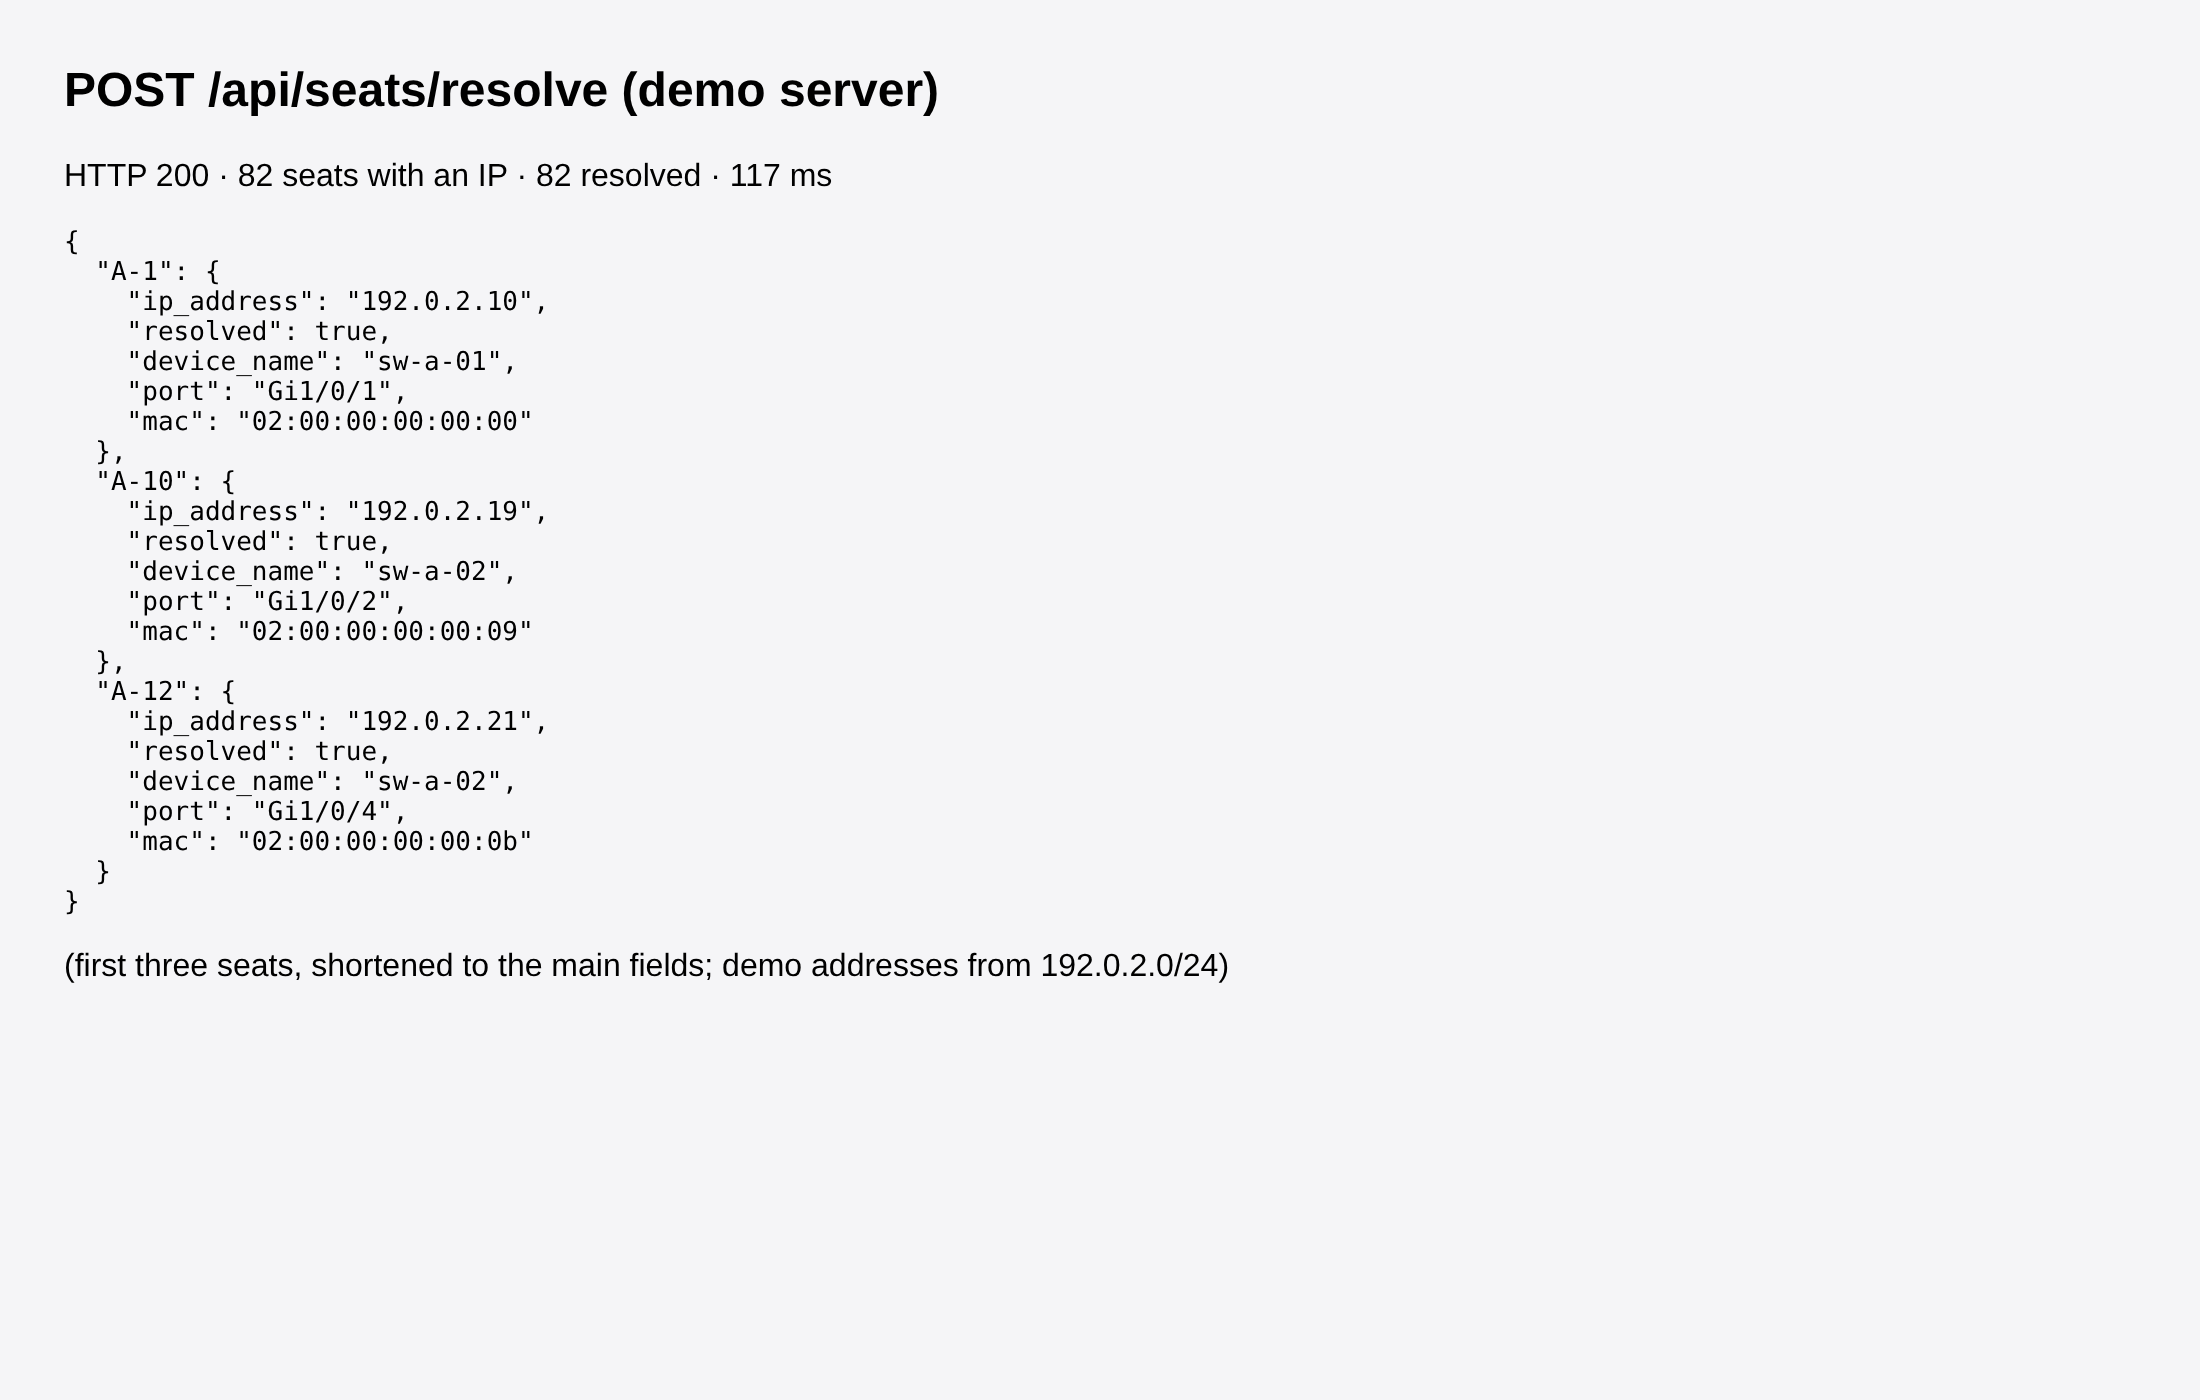 POST /api/seats/resolve (demo server)
HTTP 200 · 82 seats with an IP · 82 resolved · 117 ms
{
  "A-1": {
    "ip_address": "192.0.2.10",
    "resolved": true,
    "device_name": "sw-a-01",
    "port": "Gi1/0/1",
    "mac": "02:00:00:00:00:00"
  },
  "A-10": {
    "ip_address": "192.0.2.19",
    "resolved": true,
    "device_name": "sw-a-02",
    "port": "Gi1/0/2",
    "mac": "02:00:00:00:00:09"
  },
  "A-12": {
    "ip_address": "192.0.2.21",
    "resolved": true,
    "device_name": "sw-a-02",
    "port": "Gi1/0/4",
    "mac": "02:00:00:00:00:0b"
  }
}
(first three seats, shortened to the main fields; demo addresses from 192.0.2.0/24)